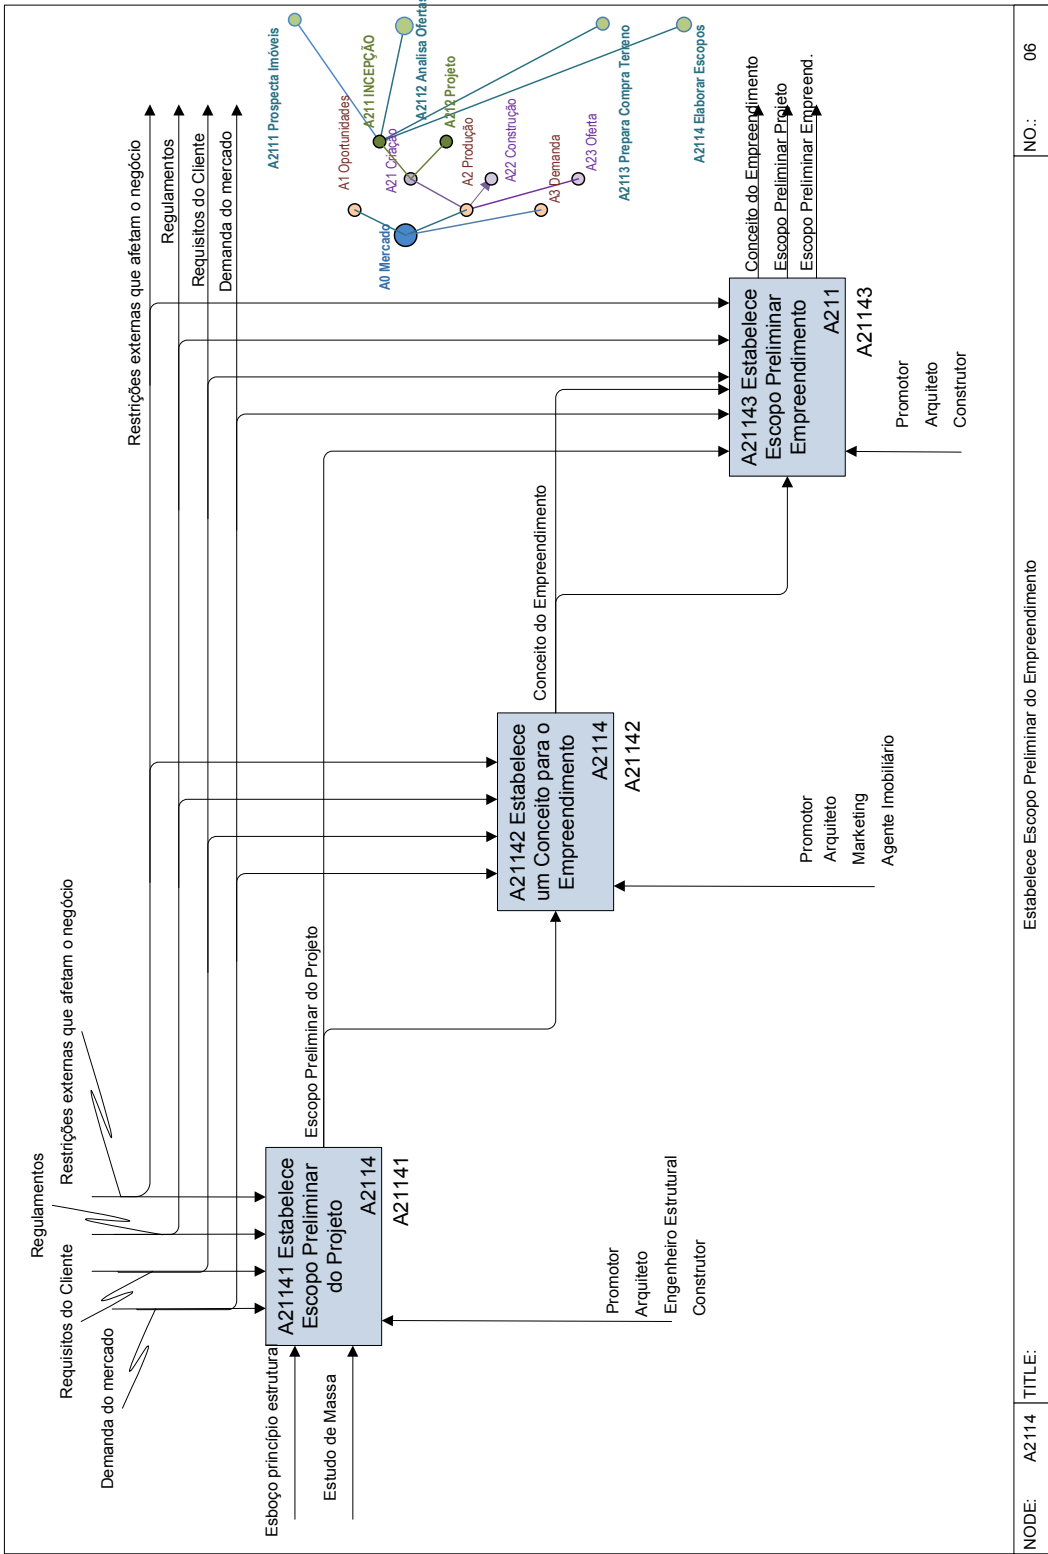 Demanda do mercado
Requisitos do Cliente
Regulamentos
Restrições externas que afetam o negócio
Restrições externas que afetam o negócio
Regulamentos
Requisitos do Cliente
Demanda do mercado
Esboço princípio estrutural
Estudo de Massa
A21141 Estabelece
Escopo Preliminar
do Projeto
A2114
A21141
Promotor
Arquiteto
Engenheiro Estrutural
Construtor
Escopo Preliminar do Projeto
A21142 Estabelece
um Conceito para o
Empreendimento
A2114
A21142
Promotor
Arquiteto
Marketing
Agente Imobiliário
Conceito do Empreendimento
A21143 Estabelece
Escopo Preliminar
Empreendimento
A211
A21143
Promotor
Arquiteto
Construtor
Conceito do Empreendimento
Escopo Preliminar Projeto
Escopo Preliminar Empreend.
A2111 Prospecta Imóveis
A1 Oportunidades
A211 INCEPÇÃO
A21 Criação
A0 Mercado
A2112 Analisa Ofertas
A212 Projeto
A2 Produção
A22 Construção
A3 Demanda
A23 Oferta
A2113 Prepara Compra Terreno
A2114 Elaborar Escopos
NODE: A2114
TITLE: Estabelece Escopo Preliminar do Empreendimento
NO.: 06